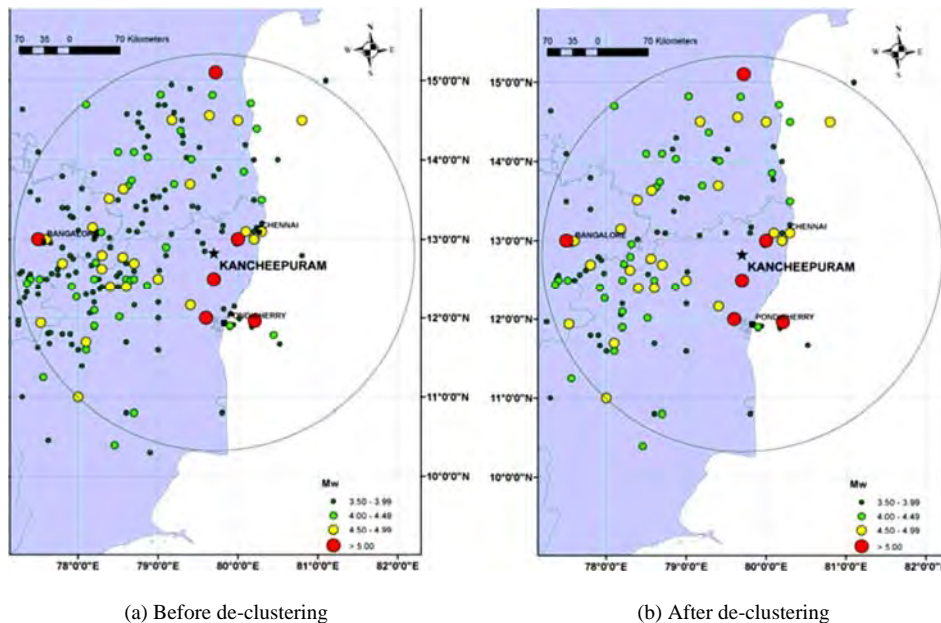 70 35 0 70 Kilometers
N
W E
S
15°0'0"N
14°0'0"N
CHENNAI
BANGALORE
13°0'0"N
KANCHEEPURAM
12°0'0"N
PONDICHERRY
11°0'0"N
10°0'0"N
Mw
3.50 - 3.99
4.00 - 4.49
4.50 - 4.99
> 5.00
78°0'0"E 79°0'0"E 80°0'0"E 81°0'0"E 82°0'0"E
(a) Before de-clustering
70 35 0 70 Kilometers
N
W E
S
15°0'0"N
14°0'0"N
CHENNAI
BANGALORE
13°0'0"N
KANCHEEPURAM
12°0'0"N
PONDICHERRY
11°0'0"N
10°0'0"N
Mw
3.50 - 3.99
4.00 - 4.49
4.50 - 4.99
> 5.00
78°0'0"E 79°0'0"E 80°0'0"E 81°0'0"E 82°0'0"E
(b) After de-clustering